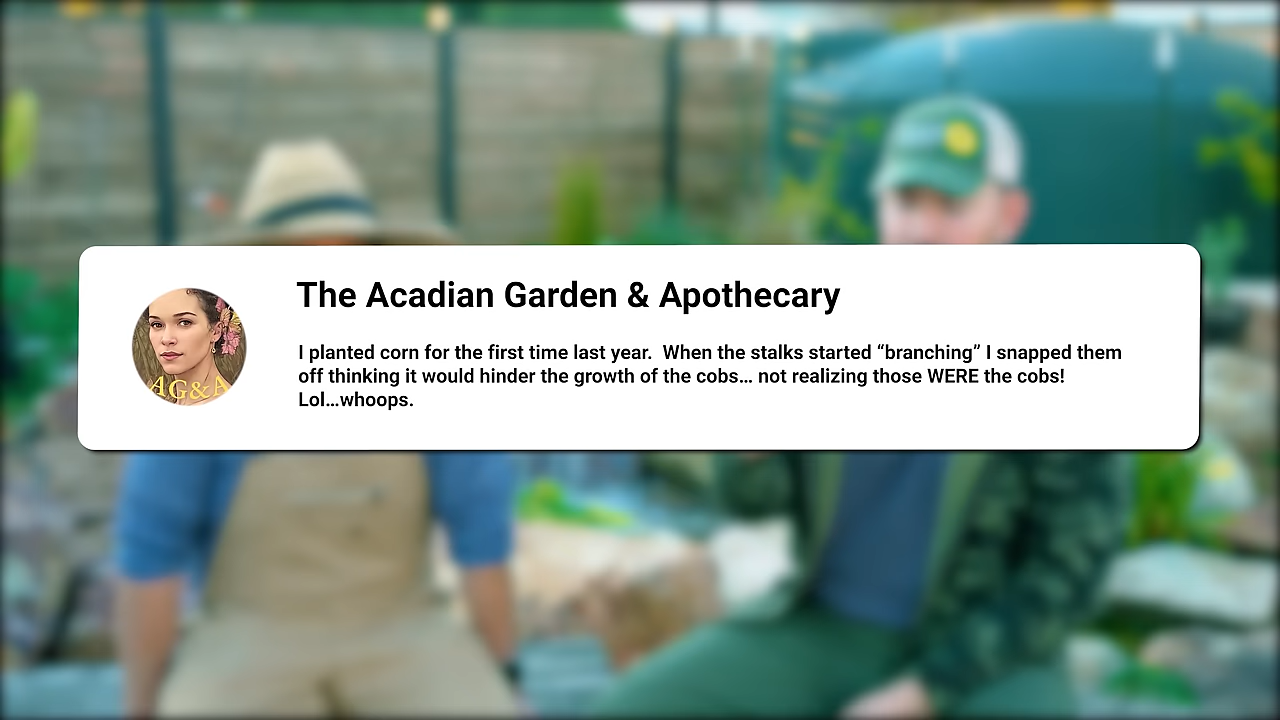 The Acadian Garden & Apothecary
I planted corn for the first time last year.  When the stalks started “branching” I snapped them
off thinking it would hinder the growth of the cobs… not realizing those WERE the cobs!
Lol…whoops.
AG&A